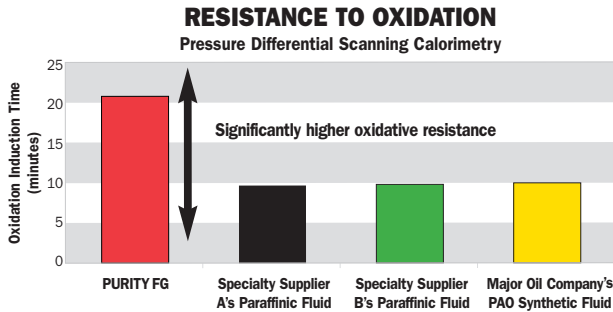 RESISTANCE TO OXIDATION
Pressure Differential Scanning Calorimetry
Oxidation Induction Time
(minutes)
25
20
15
10
5
0
Significantly higher oxidative resistance
PURITY FG
Specialty Supplier
A's Paraffinic Fluid
Specialty Supplier
B's Paraffinic Fluid
Major Oil Company's
PAO Synthetic Fluid